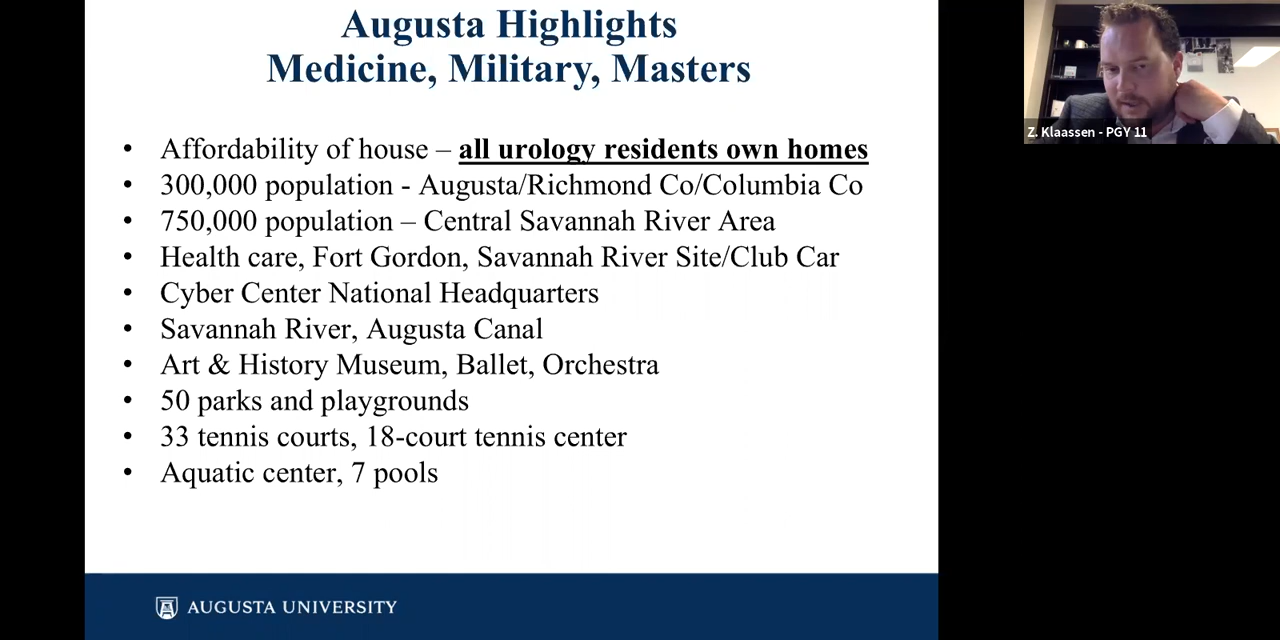 Augusta Highlights
Medicine, Military, Masters
• Affordability of house – all urology residents own homes
• 300,000 population - Augusta/Richmond Co/Columbia Co
• 750,000 population – Central Savannah River Area
• Health care, Fort Gordon, Savannah River Site/Club Car
• Cyber Center National Headquarters
• Savannah River, Augusta Canal
• Art & History Museum, Ballet, Orchestra
• 50 parks and playgrounds
• 33 tennis courts, 18-court tennis center
• Aquatic center, 7 pools
AUGUSTA UNIVERSITY
Z. Klaassen - PGY 11